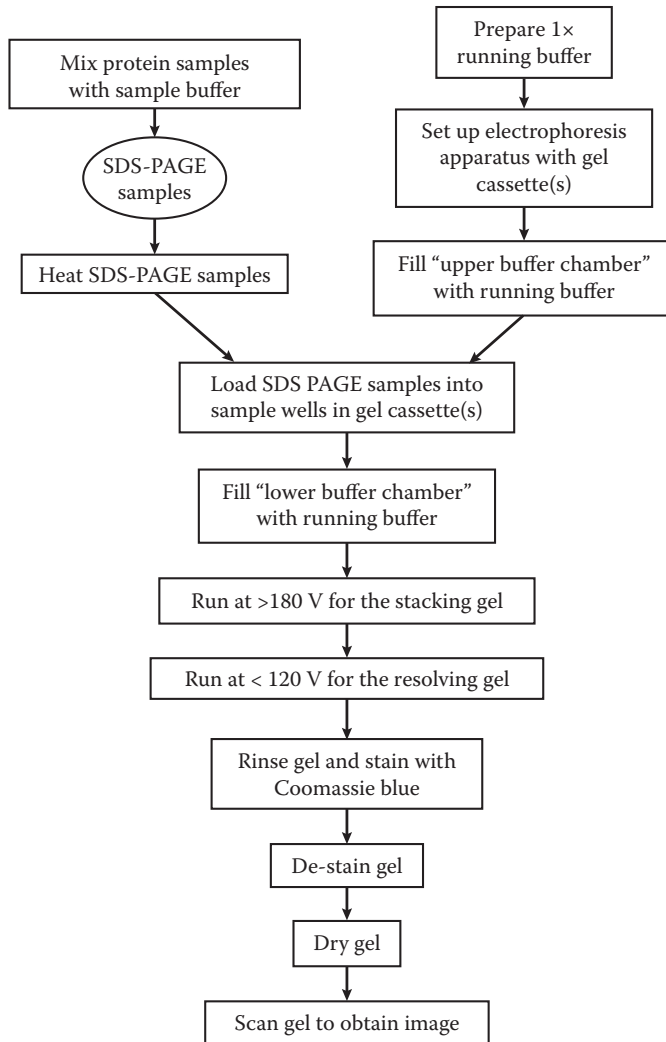 Mix protein samples
with sample buffer
SDS-PAGE
samples
Heat SDS-PAGE samples
Prepare 1×
running buffer
Set up electrophoresis
apparatus with gel
cassette(s)
Fill “upper buffer chamber”
with running buffer
Load SDS PAGE samples into
sample wells in gel cassette(s)
Fill “lower buffer chamber”
with running buffer
Run at >180 V for the stacking gel
Run at < 120 V for the resolving gel
Rinse gel and stain with
Coomassie blue
De-stain gel
Dry gel
Scan gel to obtain image